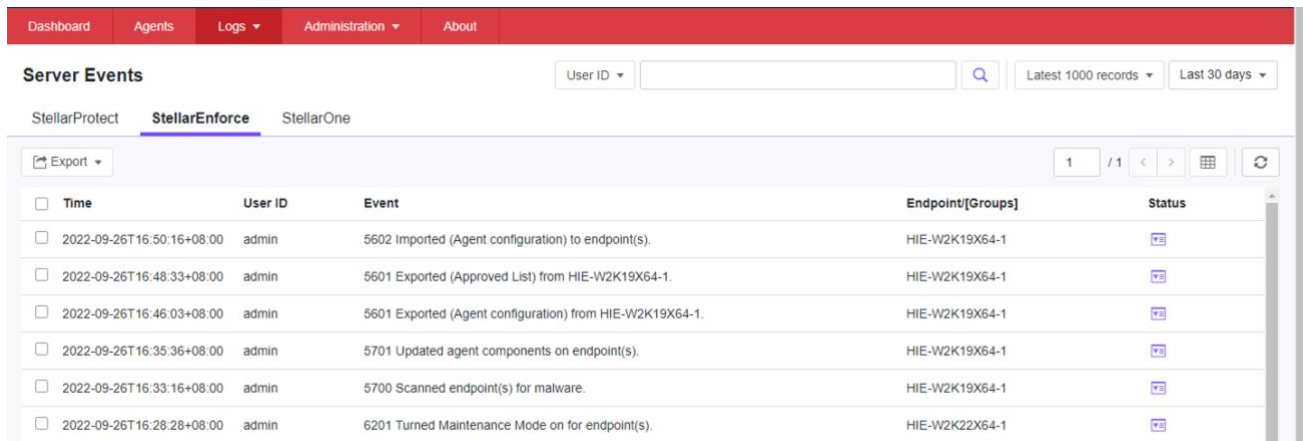 Dashboard Agents Logs Administration About
Server Events User ID Latest 1000 records Last 30 days
StellarProtect StellarEnforce StellarOne
Export 1 / 1
Time User ID Event Endpoint/[Groups] Status
2022-09-26T16:50:16+08:00 admin 5602 Imported (Agent configuration) to endpoint(s). HIE-W2K19X64-1
2022-09-26T16:48:33+08:00 admin 5601 Exported (Approved List) from HIE-W2K19X64-1. HIE-W2K19X64-1
2022-09-26T16:46:03+08:00 admin 5601 Exported (Agent configuration) from HIE-W2K19X64-1. HIE-W2K19X64-1
2022-09-26T16:35:36+08:00 admin 5701 Updated agent components on endpoint(s). HIE-W2K19X64-1
2022-09-26T16:33:16+08:00 admin 5700 Scanned endpoint(s) for malware. HIE-W2K19X64-1
2022-09-26T16:28:28+08:00 admin 6201 Turned Maintenance Mode on for endpoint(s). HIE-W2K22X64-1